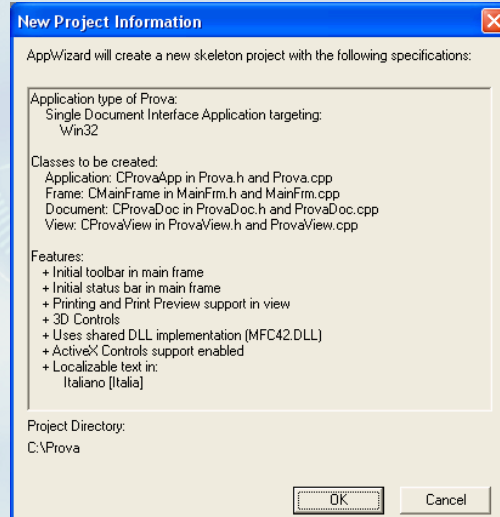 New Project Information
AppWizard will create a new skeleton project with the following specifications:
Application type of Prova:
Single Document Interface Application targeting:
Win32
Classes to be created:
Application: CProvaApp in Prova.h and Prova.cpp
Frame: CMainFrame in MainFrm.h and MainFrm.cpp
Document: CProvaDoc in ProvaDoc.h and ProvaDoc.cpp
View: CProvaView in ProvaView.h and ProvaView.cpp
Features:
+ Initial toolbar in main frame
+ Initial status bar in main frame
+ Printing and Print Preview support in view
+ 3D Controls
+ Uses shared DLL implementation (MFC42.DLL)
+ ActiveX Controls support enabled
+ Localizable text in:
Italiano [Italia]
Project Directory:
C:\Prova
OK Cancel